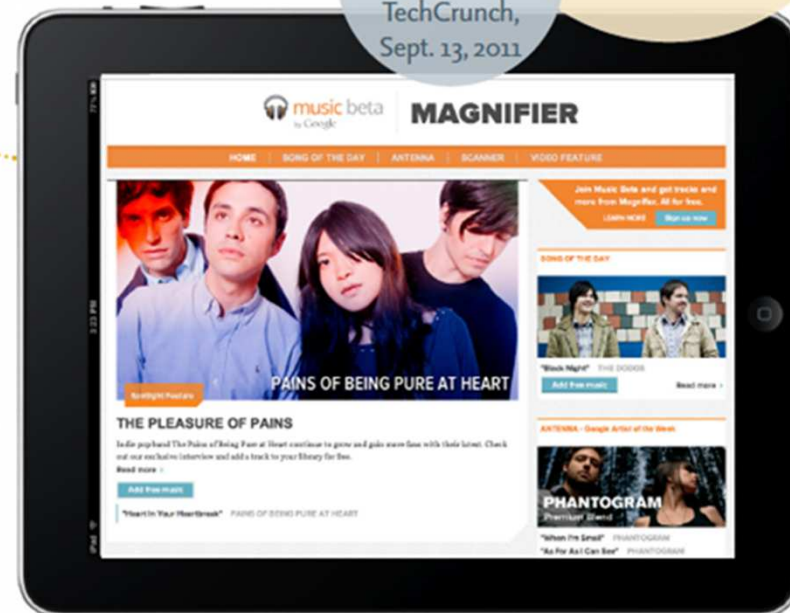 TechCrunch,
Sept. 13, 2011
music beta
by Google
MAGNIFIER
HOME | SONG OF THE DAY | ANTENNA | SCANNER | VIDEO FEATURE
PAINS OF BEING PURE AT HEART
Spotlight Feature
THE PLEASURE OF PAINS
Indie pop band The Pains of Being Pure at Heart continue to grow and gain more fans with their latest. Check
out our exclusive interview and add a track to your library for free.
Read more ›
Add free music
"Heart In Your Heartbreak" PAINS OF BEING PURE AT HEART
Join Music Beta and get tracks and
more from Magnifier. All for free.
LEARN MORE Sign up now
SONG OF THE DAY
"Black Night" THE DODOS
Add free music Read more ›
ANTENNA - Google Artist of the Week
PHANTOGRAM
Premium Blend
"When I'm Small" PHANTOGRAM
"As Far As I Can See" PHANTOGRAM
iPad
3:23 PM